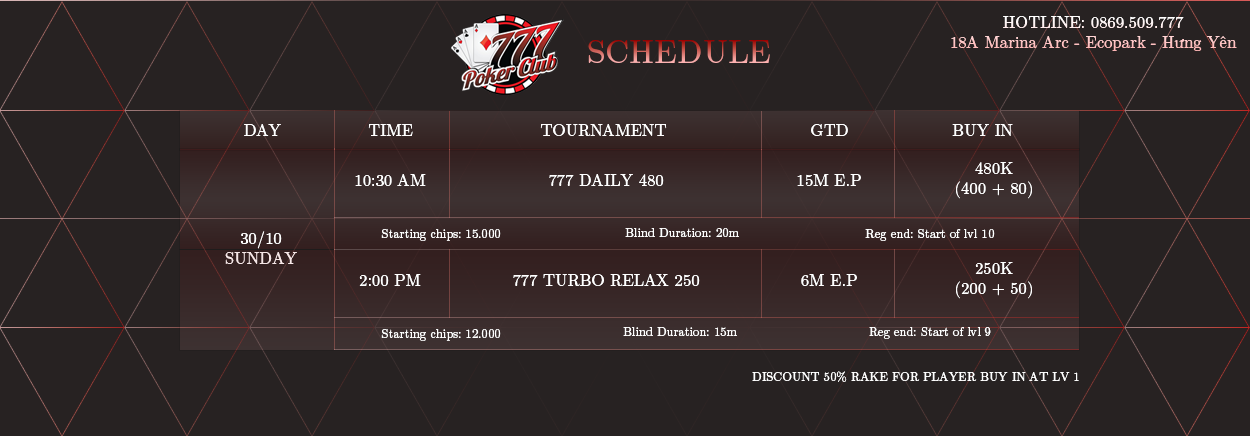 777
Poker Club
SCHEDULE
HOTLINE: 0869.509.777
18A Marina Arc - Ecopark - Hưng Yên
DAY TIME TOURNAMENT GTD BUY IN
30/10
SUNDAY
10:30 AM 777 DAILY 480 15M E.P 480K
(400 + 80)
Starting chips: 15.000 Blind Duration: 20m Reg end: Start of lvl 10
2:00 PM 777 TURBO RELAX 250 6M E.P 250K
(200 + 50)
Starting chips: 12.000 Blind Duration: 15m Reg end: Start of lvl 9
DISCOUNT 50% RAKE FOR PLAYER BUY IN AT LV 1